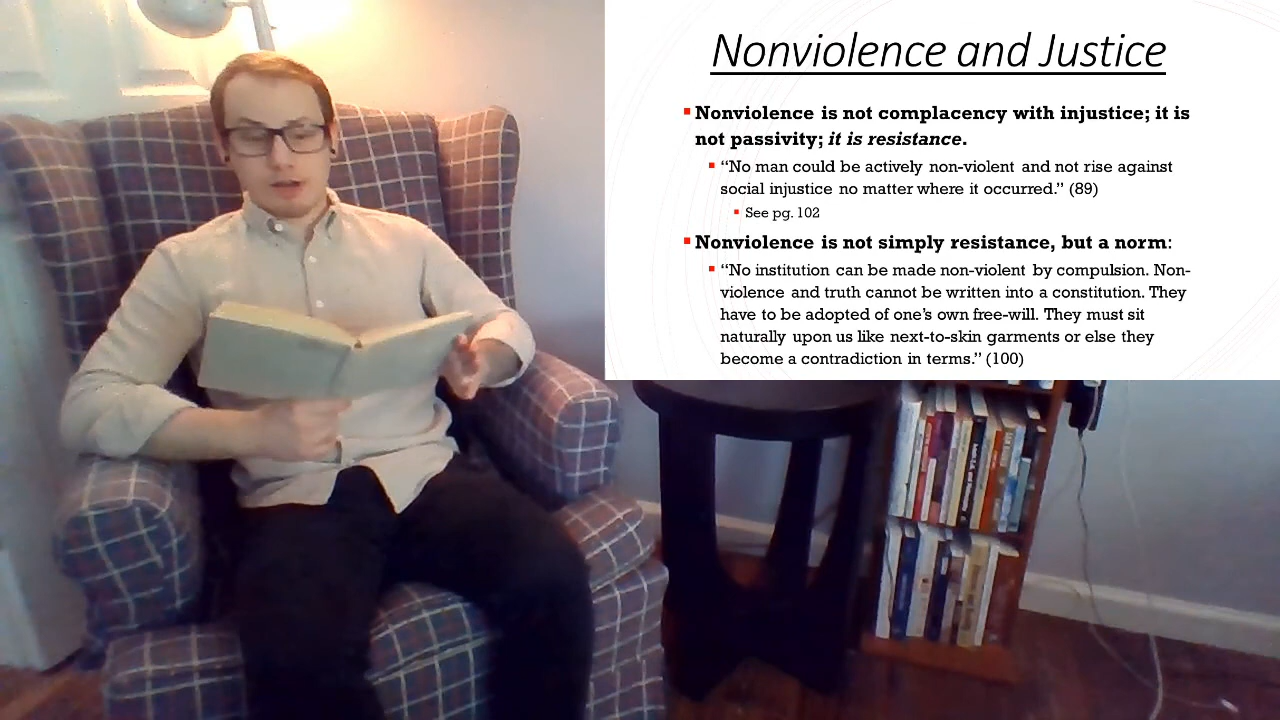 Nonviolence and Justice
Nonviolence is not complacency with injustice; it is
not passivity; it is resistance.
“No man could be actively non-violent and not rise against
social injustice no matter where it occurred.” (89)
See pg. 102
Nonviolence is not simply resistance, but a norm:
“No institution can be made non-violent by compulsion. Non-
violence and truth cannot be written into a constitution. They
have to be adopted of one’s own free-will. They must sit
naturally upon us like next-to-skin garments or else they
become a contradiction in terms.” (100)